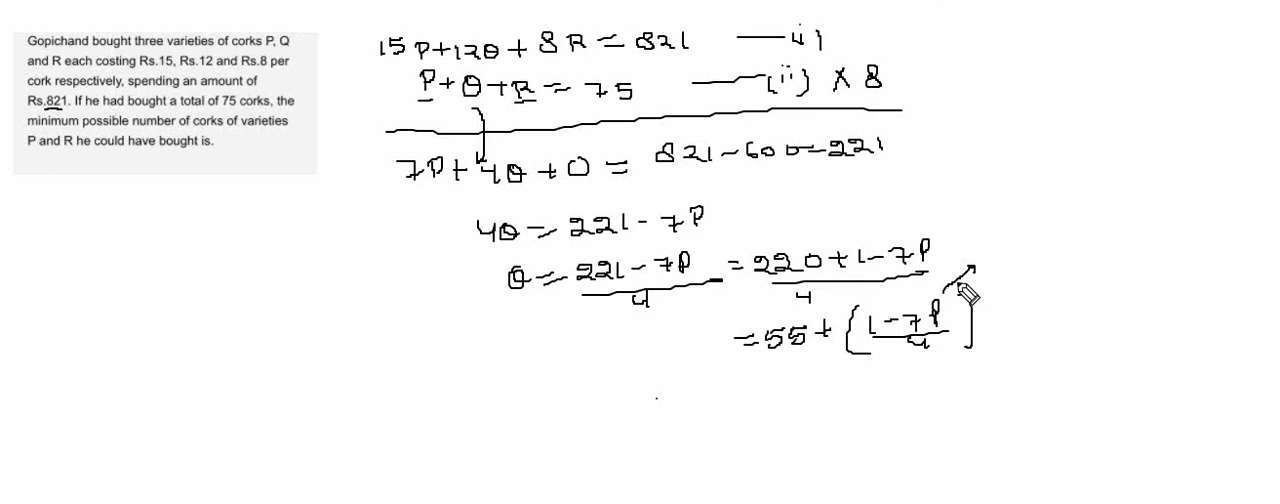 Gopichand bought three varieties of corks P, Q
and R each costing Rs.15, Rs.12 and Rs.8 per
cork respectively, spending an amount of
Rs.821. If he had bought a total of 75 corks, the
minimum possible number of corks of varieties
P and R he could have bought is.
15P+12Q+8R=821 —(i)
P+Q+R=75 —(ii) × 8
7P+4Q+0= 821-600=221
4Q=221-7P
Q=221-7P/4 =220+1-7P/4
=55+(1-7P/4)